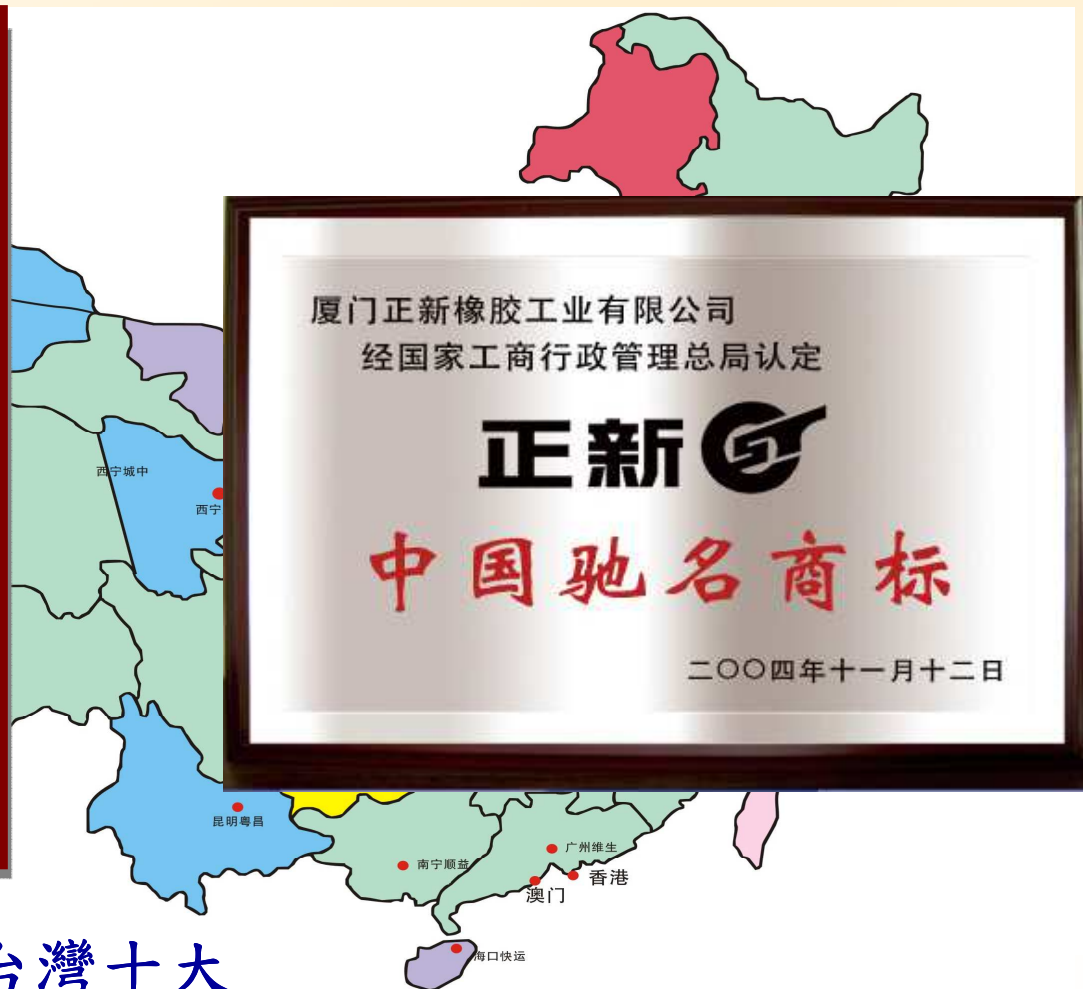 厦门正新橡胶工业有限公司
经国家工商行政管理总局认定
正新
中国驰名商标
二〇〇四年十一月十二日
西宁城中
西宁
昆明粤昌
南宁顺益
广州维生
香港
澳门
海口快运
台灣十大